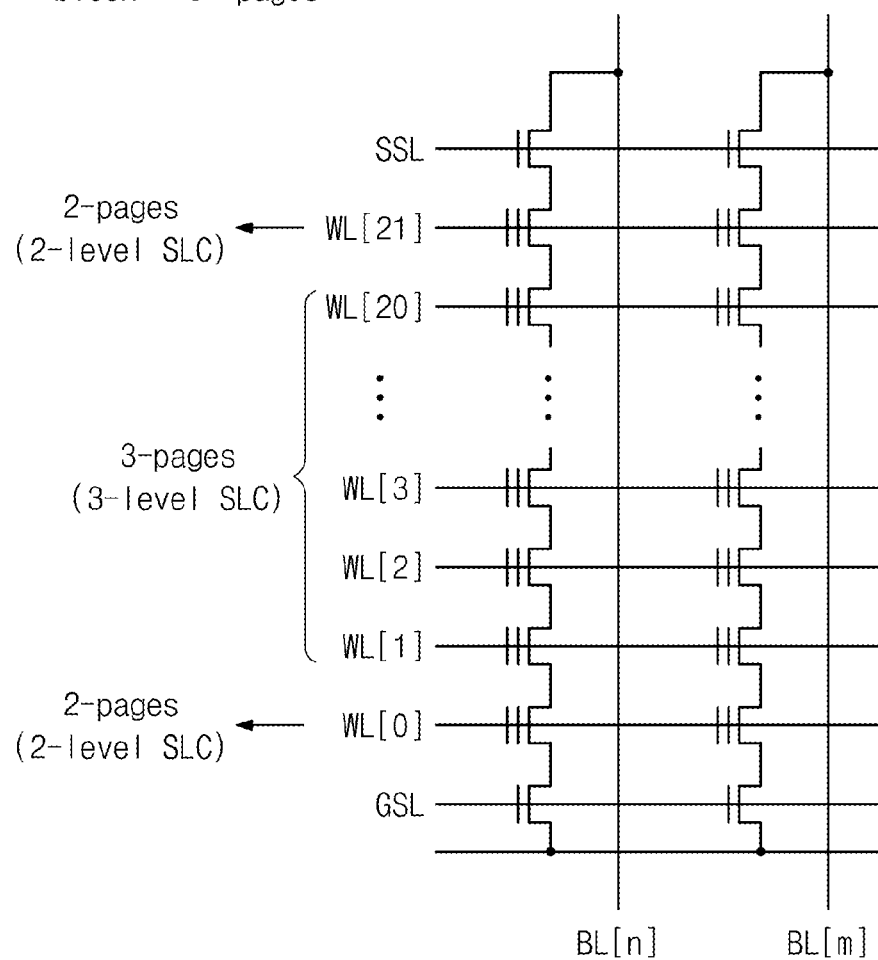 pages
SSL
2-pages
(2-level SLC)
WL[21]
WL[20]
3-pages
(3-level SLC)
WL[3]
WL[2]
WL[1]
2-pages
(2-level SLC)
WL[0]
GSL
BL[n]
BL[m]